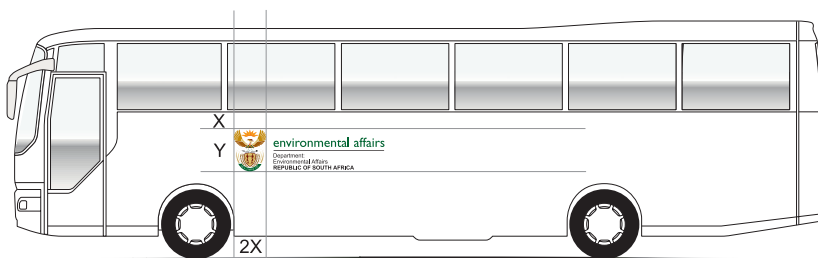 X
Y
environmental affairs
Department:
Environmental Affairs
REPUBLIC OF SOUTH AFRICA
2X